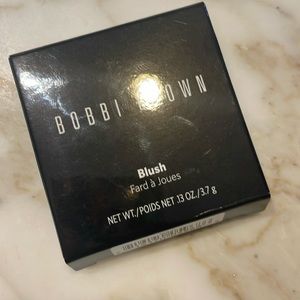 BOBBI BROWN
Blush
Fard à Joues
NET WT./POIDS NET .13 OZ./3.7 g